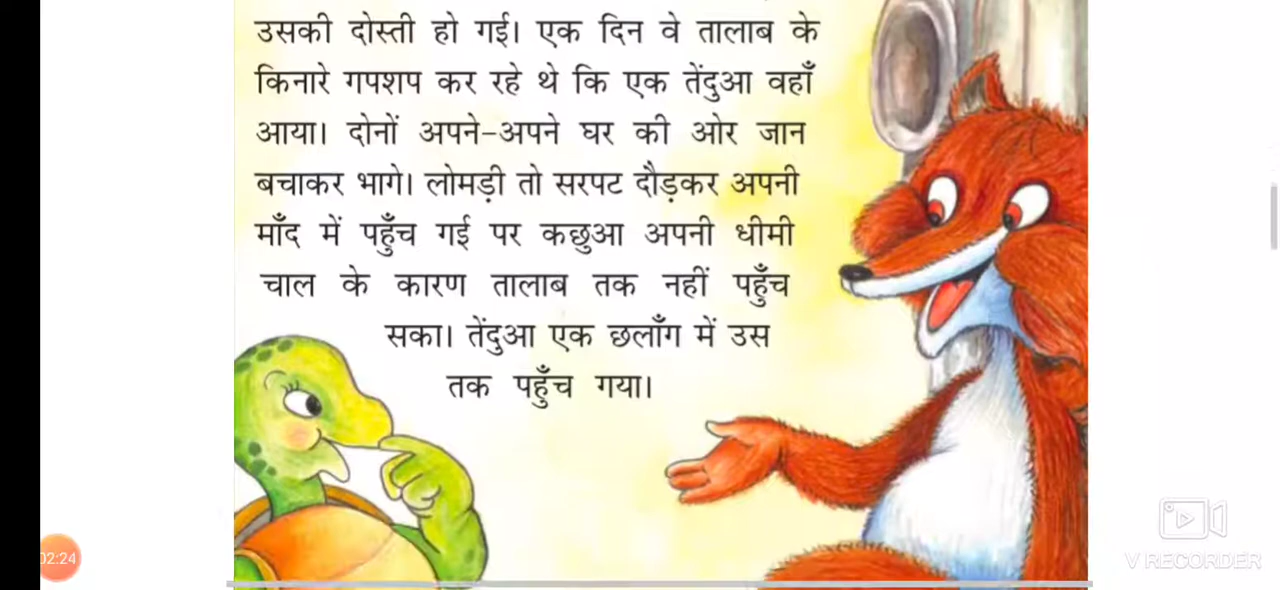 उसकी दोस्ती हो गई। एक दिन वे तालाब के
किनारे गपशप कर रहे थे कि एक तेंदुआ वहाँ
आया। दोनों अपने-अपने घर की ओर जान
बचाकर भागे। लोमड़ी तो सरपट दौड़कर अपनी
माँद में पहुँच गई पर कछुआ अपनी धीमी
चाल के कारण तालाब तक नहीं पहुँच
सका। तेंदुआ एक छलाँग में उस
तक पहुँच गया।
02:24
V RECORDER